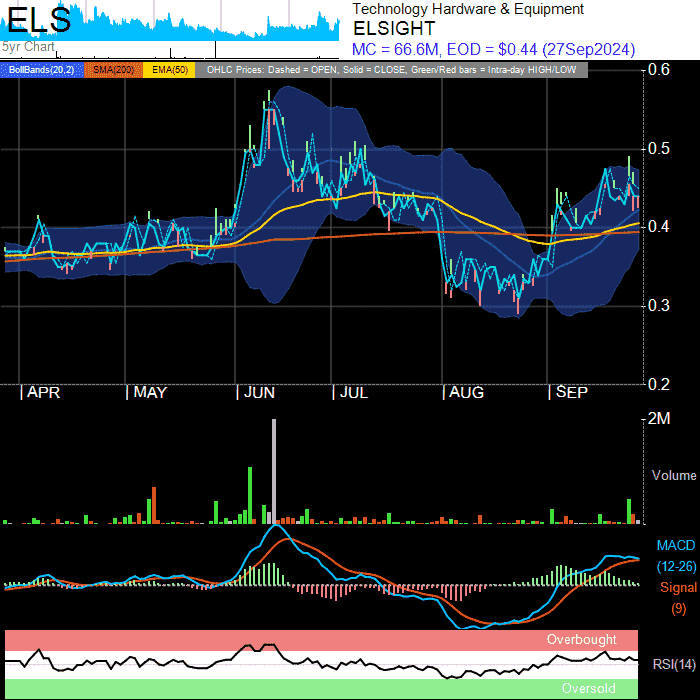 ELS
5yr Chart
Technology Hardware & Equipment
ELSIGHT
MC = 66.6M, EOD = $0.44 (27Sep2024)
BollBands(20,2) SMA(200) EMA(50) OHLC Prices: Dashed = OPEN, Solid = CLOSE, Green/Red bars = Intra-day HIGH/LOW
0.6
0.5
0.4
0.3
0.2
| APR | MAY | JUN | JUL | AUG | SEP
2M
Volume
MACD
(12-26)
Signal
(9)
Overbought
RSI(14)
Oversold